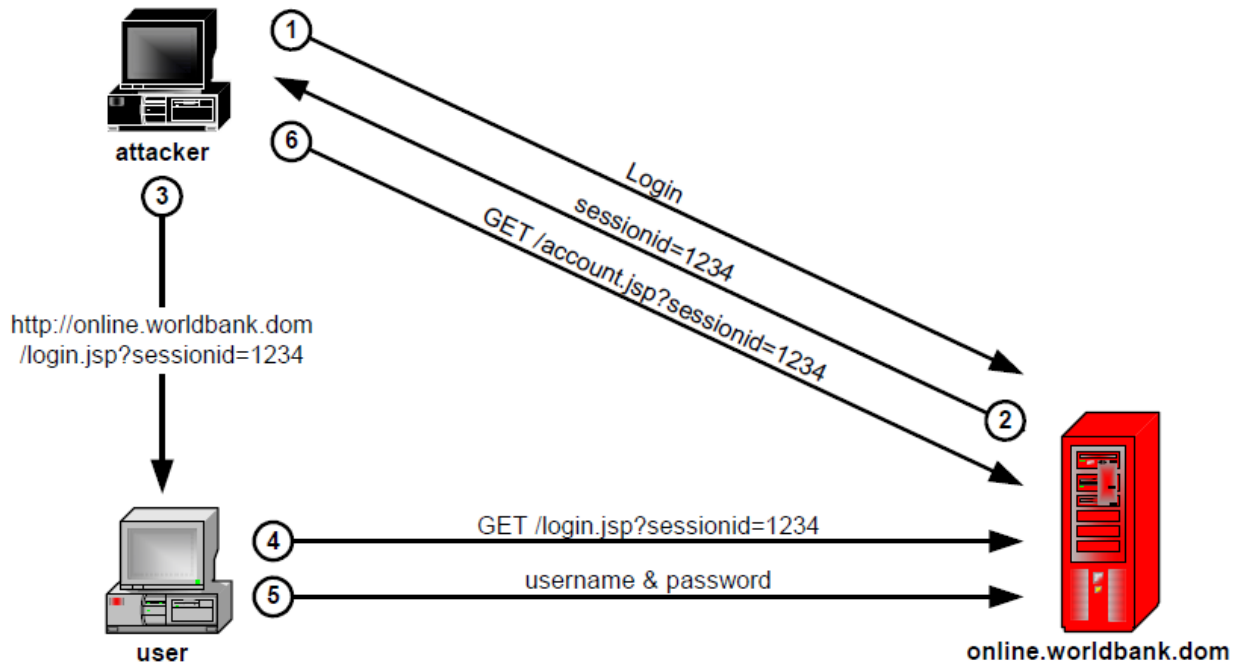 1
attacker
6
3
Login
sessionid=1234
GET /account.jsp?sessionid=1234
http://online.worldbank.dom
/login.jsp?sessionid=1234
2
4
GET /login.jsp?sessionid=1234
5
username & password
user
online.worldbank.dom